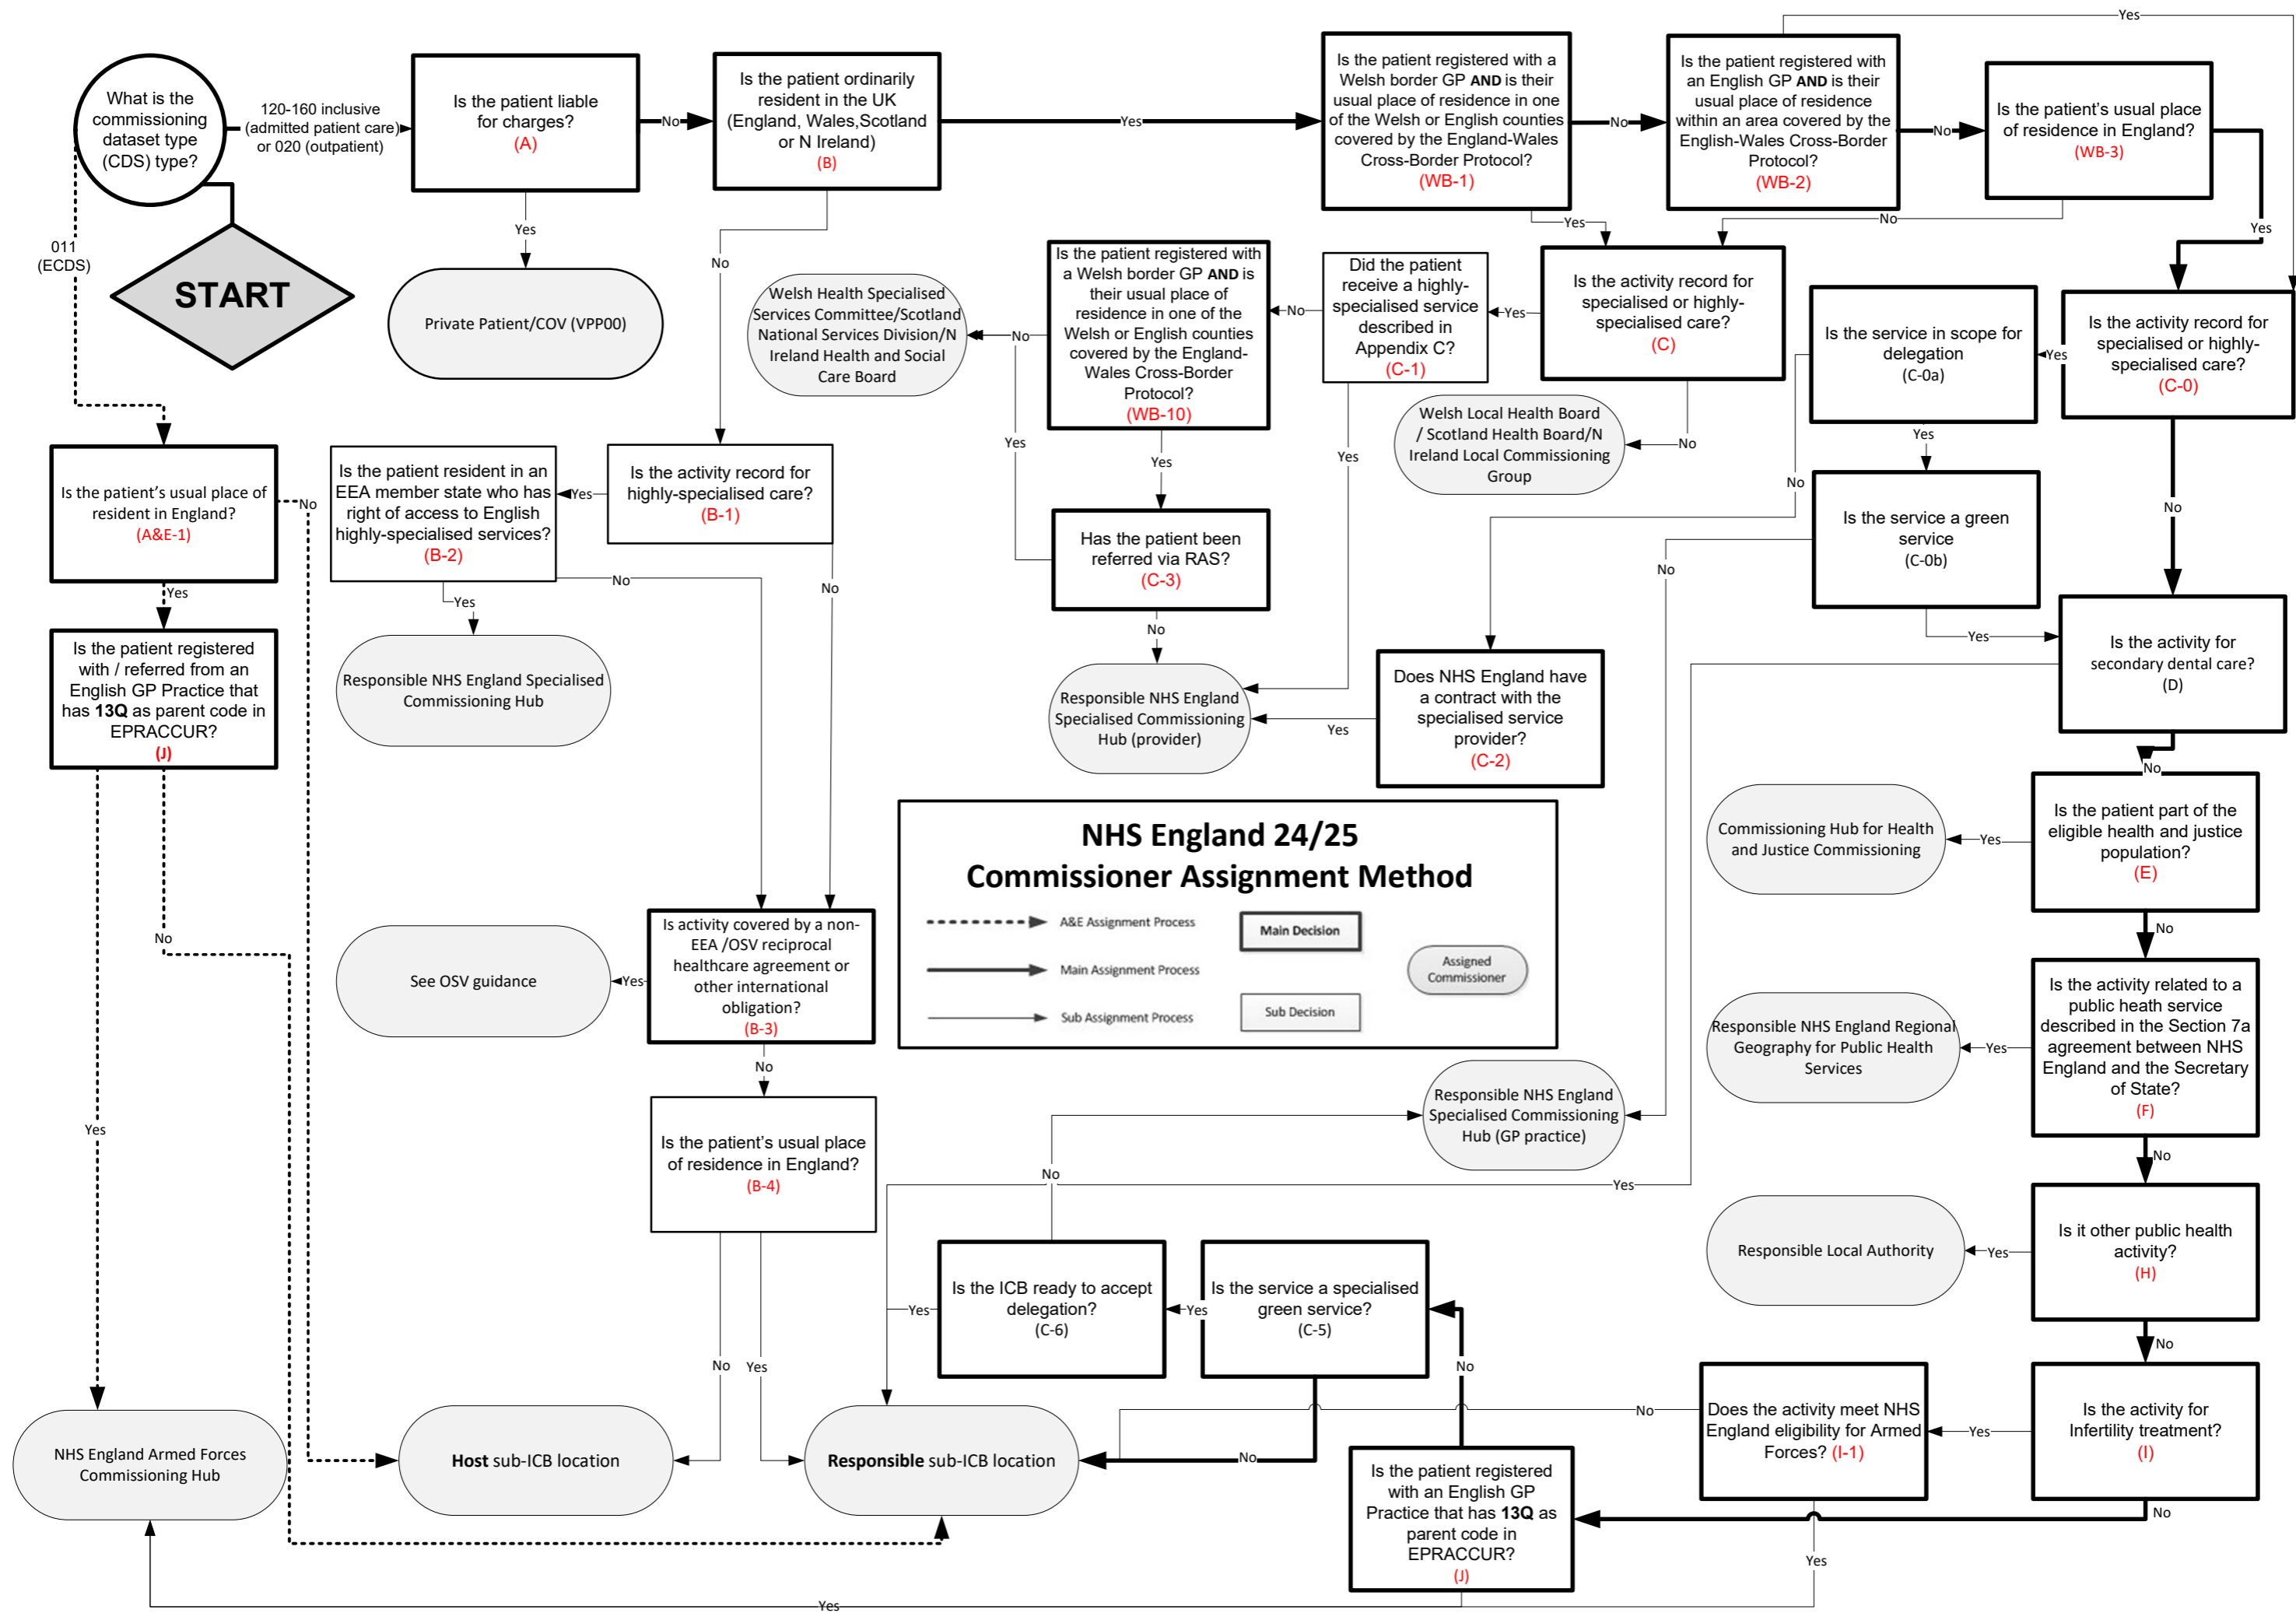 What is the
commissioning
dataset type
(CDS) type?
START
120-160 inclusive
(admitted patient care)
or 020 (outpatient)
011
(ECDS)
Is the patient liable
for charges?
(A)
No
Yes
Private Patient/COV (VPP00)
Is the patient ordinarily
resident in the UK
(England, Wales,Scotland
or N Ireland)
(B)
Yes
No
Is the patient registered with a
Welsh border GP AND is their
usual place of residence in one
of the Welsh or English counties
covered by the England-Wales
Cross-Border Protocol?
(WB-1)
No
Yes
Is the patient registered with
an English GP AND is their
usual place of residence
within an area covered by the
English-Wales Cross-Border
Protocol?
(WB-2)
Yes
No
Is the patient's usual place
of residence in England?
(WB-3)
No
Yes
Welsh Health Specialised
Services Committee/Scotland
National Services Division/N
Ireland Health and Social
Care Board
No
Yes
Is the patient registered with
a Welsh border GP AND is
their usual place of
residence in one of the
Welsh or English counties
covered by the England-
Wales Cross-Border
Protocol?
(WB-10)
Yes
No
Did the patient
receive a highly-
specialised service
described in
Appendix C?
(C-1)
Yes
Yes
Is the activity record for
specialised or highly-
specialised care?
(C)
No
Welsh Local Health Board
/ Scotland Health Board/N
Ireland Local Commissioning
Group
Is the service in scope for
delegation
(C-0a)
Yes
No
Yes
Is the activity record for
specialised or highly-
specialised care?
(C-0)
No
Is the patient's usual place of
resident in England?
(A&E-1)
No
Yes
Is the patient registered
with / referred from an
English GP Practice that
has 13Q as parent code in
EPRACCUR?
(J)
Yes
No
Is the patient resident in an
EEA member state who has
right of access to English
highly-specialised services?
(B-2)
Yes
No
Yes
Is the activity record for
highly-specialised care?
(B-1)
No
Responsible NHS England Specialised
Commissioning Hub
Has the patient been
referred via RAS?
(C-3)
No
Responsible NHS England
Specialised Commissioning
Hub (provider)
Yes
Does NHS England have
a contract with the
specialised service
provider?
(C-2)
Is the service a green
service
(C-0b)
No
Yes
Is the activity for
secondary dental care?
(D)
No
Yes
NHS England 24/25
Commissioner Assignment Method
A&E Assignment Process
Main Assignment Process
Sub Assignment Process
Main Decision
Sub Decision
Assigned
Commissioner
Commissioning Hub for Health
and Justice Commissioning
Yes
Is the patient part of the
eligible health and justice
population?
(E)
No
See OSV guidance
Yes
Is activity covered by a non-
EEA /OSV reciprocal
healthcare agreement or
other international
obligation?
(B-3)
No
Responsible NHS England Regional
Geography for Public Health
Services
Yes
Is the activity related to a
public heath service
described in the Section 7a
agreement between NHS
England and the Secretary
of State?
(F)
No
Is the patient's usual place
of residence in England?
(B-4)
No
Yes
Responsible NHS England
Specialised Commissioning
Hub (GP practice)
No
Responsible Local Authority
Yes
Is it other public health
activity?
(H)
No
Yes
Is the ICB ready to accept
delegation?
(C-6)
Yes
Is the service a specialised
green service?
(C-5)
No
No
Does the activity meet NHS
England eligibility for Armed
Forces? (I-1)
No
Yes
Yes
Is the activity for
Infertility treatment?
(I)
No
NHS England Armed Forces
Commissioning Hub
Host sub-ICB location
Responsible sub-ICB location
Is the patient registered
with an English GP
Practice that has 13Q as
parent code in
EPRACCUR?
(J)
Yes